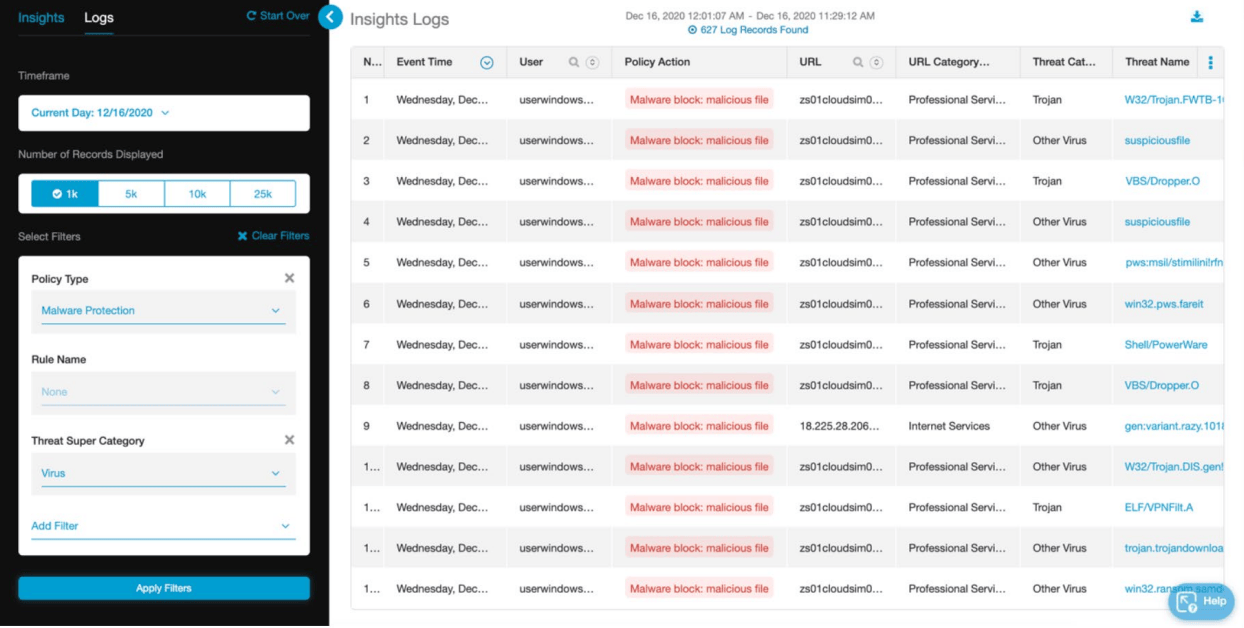 Insights Logs Start Over
Timeframe
Current Day: 12/16/2020
Number of Records Displayed
1k 5k 10k 25k
Select Filters Clear Filters
Policy Type
Malware Protection
Rule Name
None
Threat Super Category
Virus
Add Filter
Apply Filters
Insights Logs
Dec 16, 2020 12:01:07 AM - Dec 16, 2020 11:29:12 AM
627 Log Records Found
N... Event Time User Policy Action URL URL Category... Threat Cat... Threat Name
1 Wednesday, Dec... userwindows... Malware block: malicious file zs01cloudsim0... Professional Servi... Trojan W32/Trojan.FWTB-1
2 Wednesday, Dec... userwindows... Malware block: malicious file zs01cloudsim0... Professional Servi... Other Virus suspiciousfile
3 Wednesday, Dec... userwindows... Malware block: malicious file zs01cloudsim0... Professional Servi... Trojan VBS/Dropper.O
4 Wednesday, Dec... userwindows... Malware block: malicious file zs01cloudsim0... Professional Servi... Other Virus suspiciousfile
5 Wednesday, Dec... userwindows... Malware block: malicious file zs01cloudsim0... Professional Servi... Other Virus pws:msil/stimilini!rfn
6 Wednesday, Dec... userwindows... Malware block: malicious file zs01cloudsim0... Professional Servi... Other Virus win32.pws.fareit
7 Wednesday, Dec... userwindows... Malware block: malicious file zs01cloudsim0... Professional Servi... Trojan Shell/PowerWare
8 Wednesday, Dec... userwindows... Malware block: malicious file zs01cloudsim0... Professional Servi... Trojan VBS/Dropper.O
9 Wednesday, Dec... userwindows... Malware block: malicious file 18.225.28.206... Internet Services Other Virus gen:variant.razy.1018
1... Wednesday, Dec... userwindows... Malware block: malicious file zs01cloudsim0... Professional Servi... Other Virus W32/Trojan.DIS.gen!
1... Wednesday, Dec... userwindows... Malware block: malicious file zs01cloudsim0... Professional Servi... Trojan ELF/VPNFilt.A
1... Wednesday, Dec... userwindows... Malware block: malicious file zs01cloudsim0... Professional Servi... Other Virus trojan.trojandownloa
1... Wednesday, Dec... userwindows... Malware block: malicious file zs01cloudsim0... Professional Servi... Other Virus win32.ransom.samd
Help